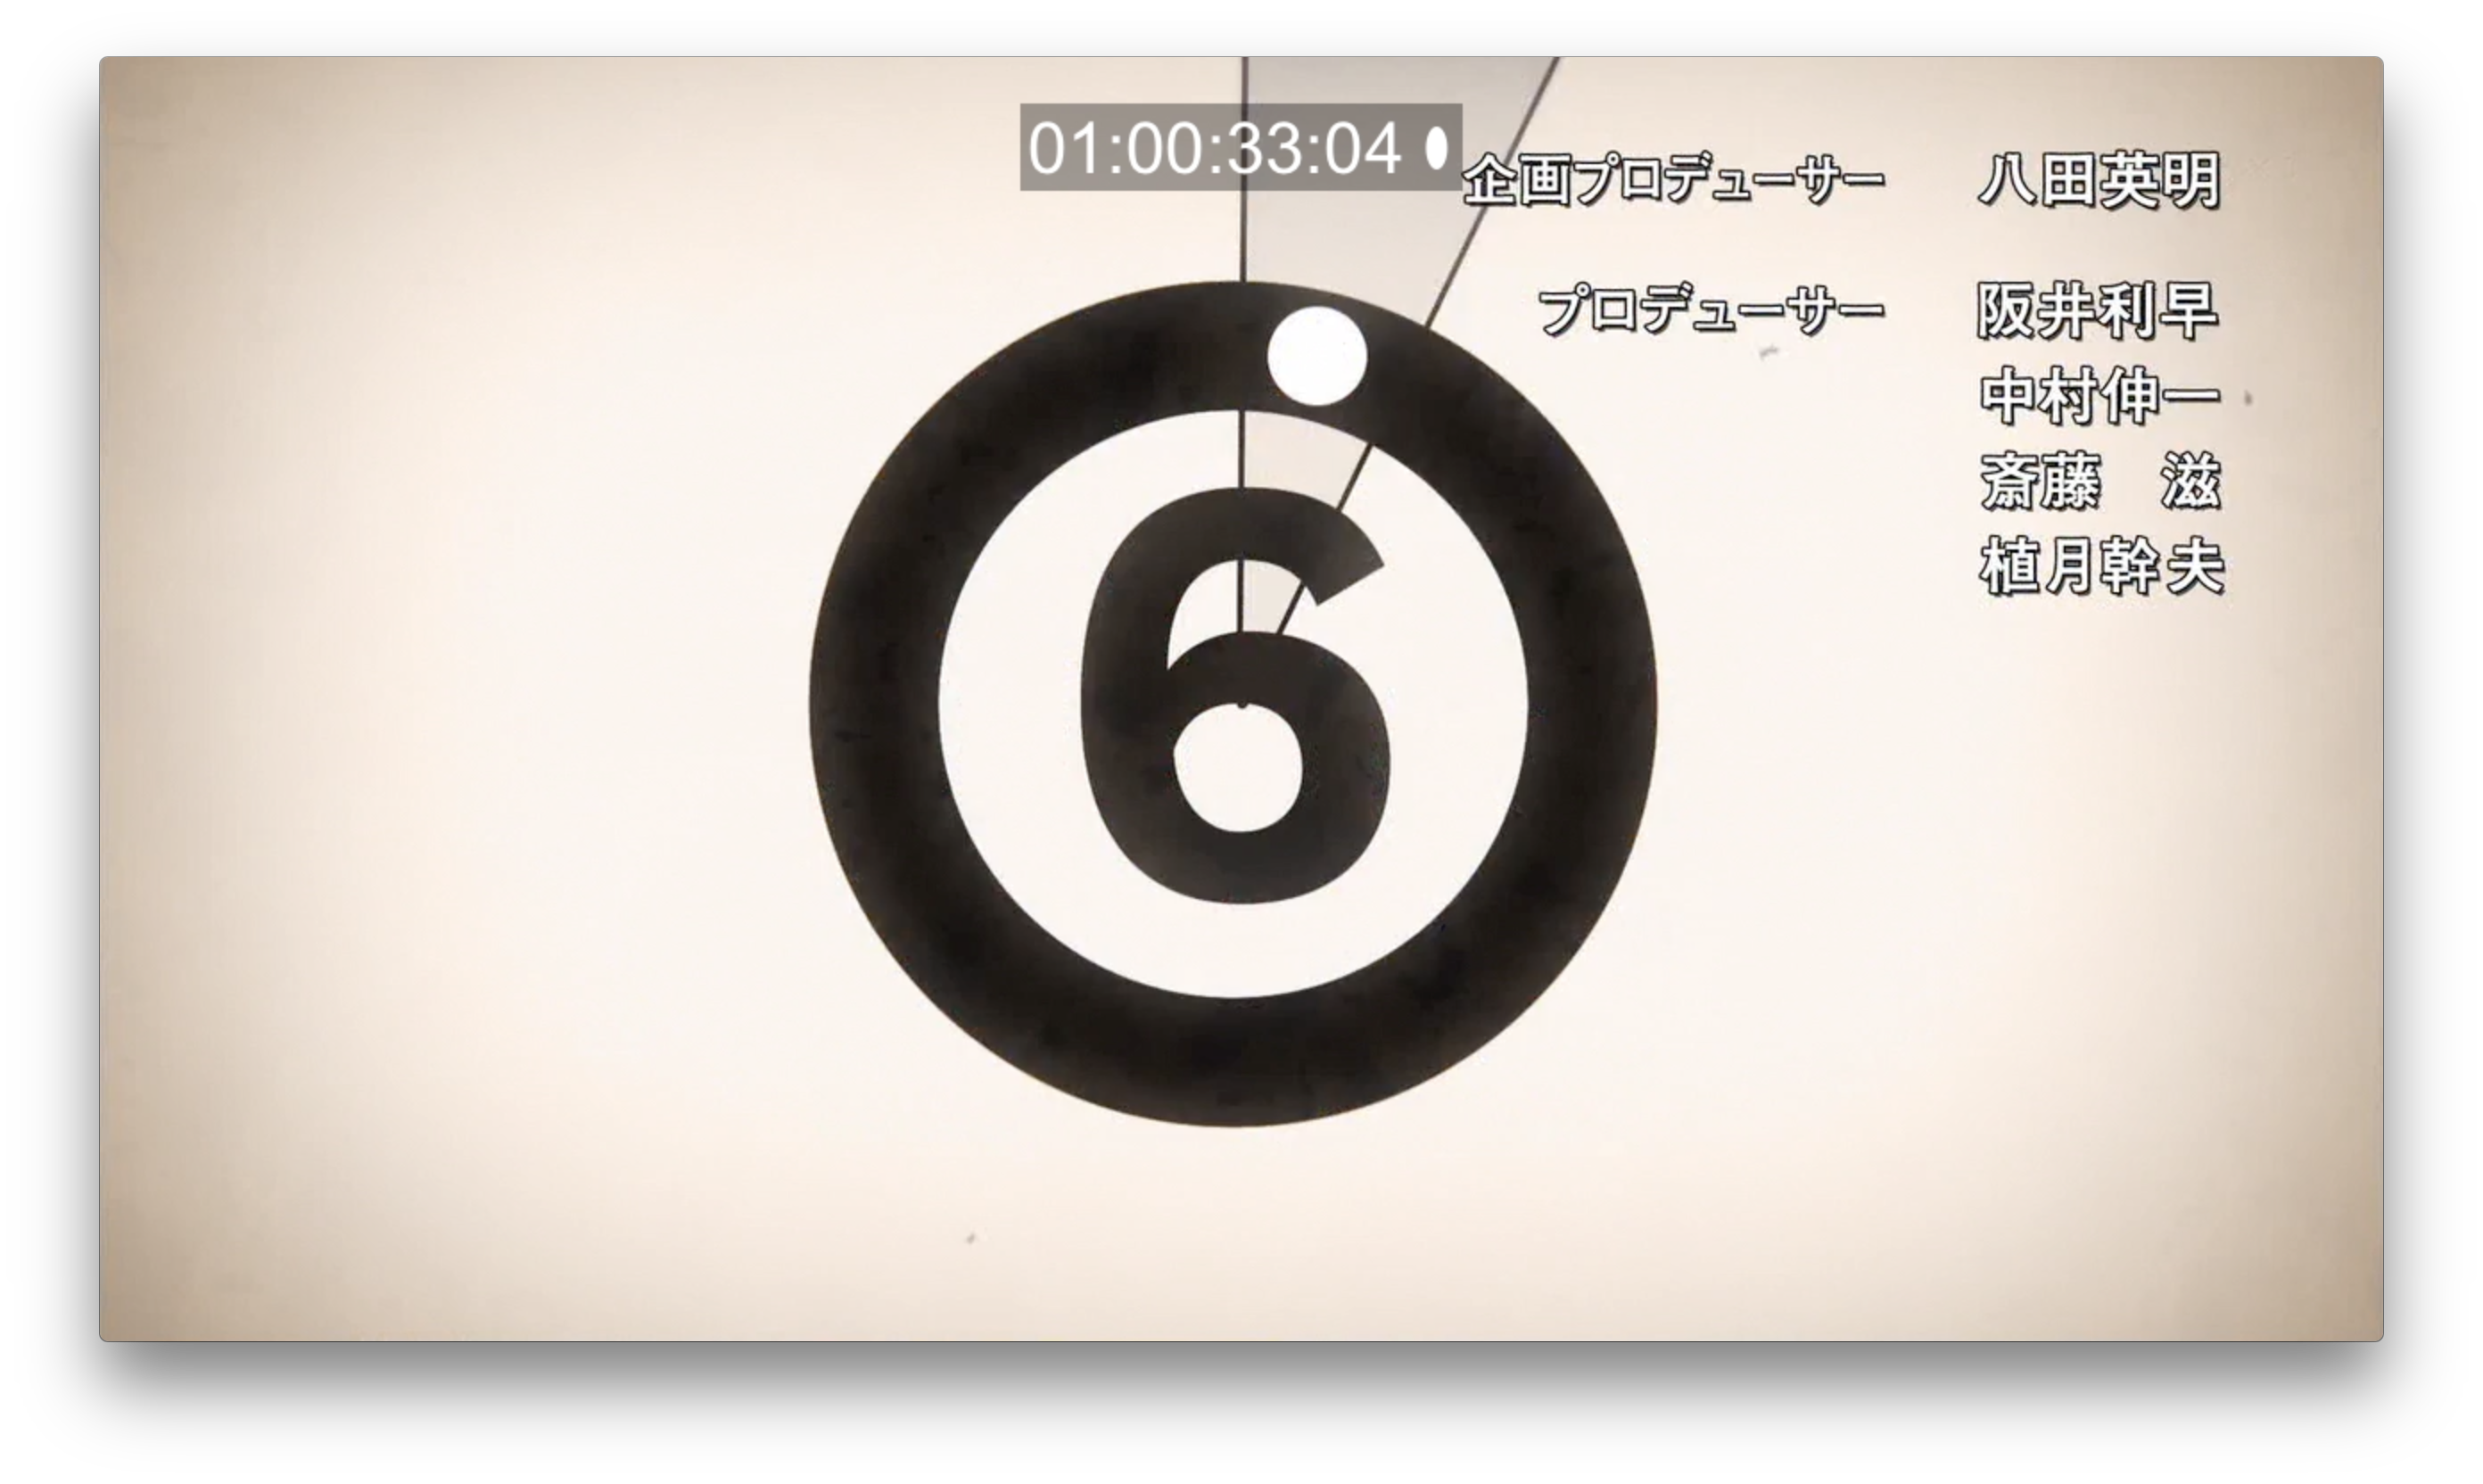 01:00:33:04
企画プロデューサー　八田英明
プロデューサー　阪井利早
中村伸一
斎藤　滋
植月幹夫
6